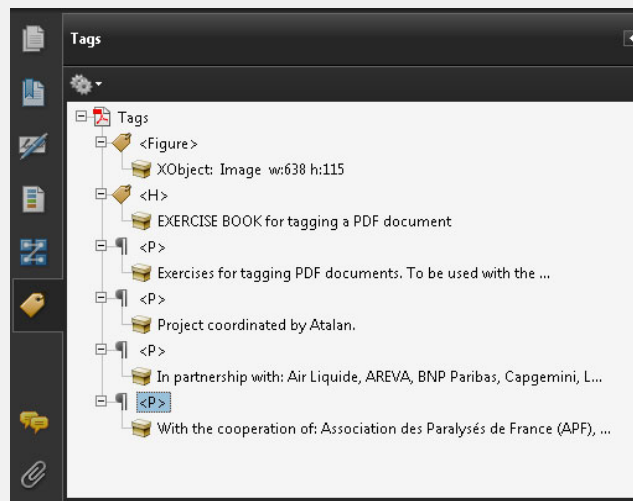 Tags
Tags
<Figure>
XObject: Image w:638 h:115
<H>
EXERCISE BOOK for tagging a PDF document
<P>
Exercises for tagging PDF documents. To be used with the ...
<P>
Project coordinated by Atalan.
<P>
In partnership with: Air Liquide, AREVA, BNP Paribas, Capgemini, L...
<P>
With the cooperation of: Association des Paralysés de France (APF), ...